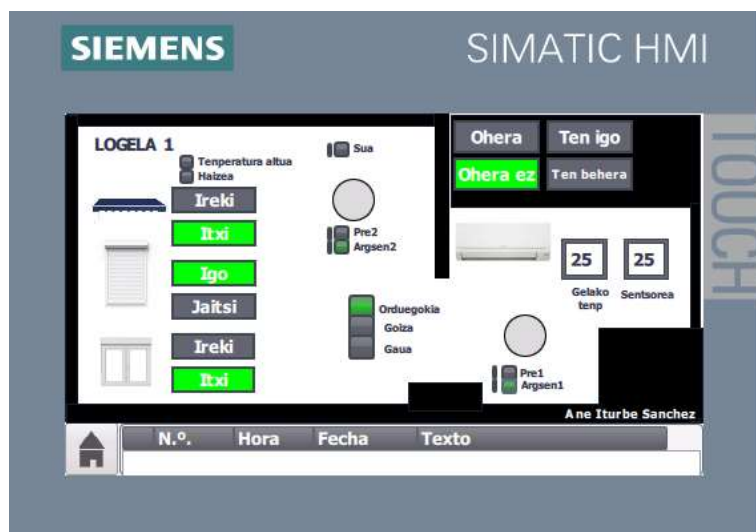 SIEMENS
SIMATIC HMI
TOUCH
LOGELA 1
Tenperatura altua
Haizea
Sua
Ohera
Ten igo
Ohera ez
Ten behera
Ireki
Itxi
Pre2
Argsen2
Igo
Jaitsi
25
25
Gelako
tenp
Sentsorea
Orduegokia
Goiza
Gaua
Ireki
Itxi
Pre1
Argsen1
Ane Iturbe Sanchez
N.º. Hora Fecha Texto